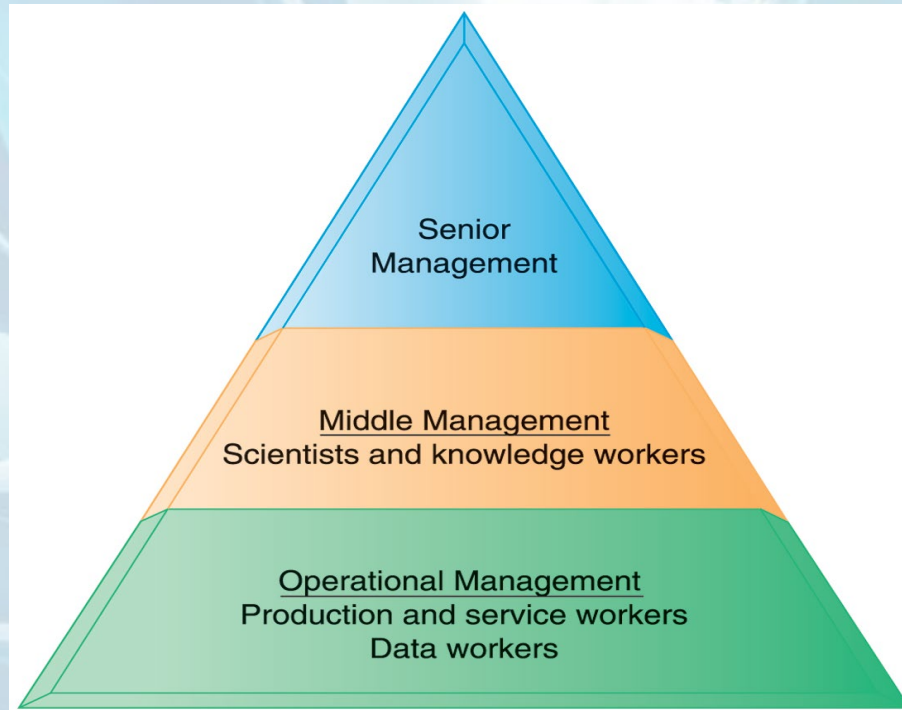 Senior
Management
Middle Management
Scientists and knowledge workers
Operational Management
Production and service workers
Data workers